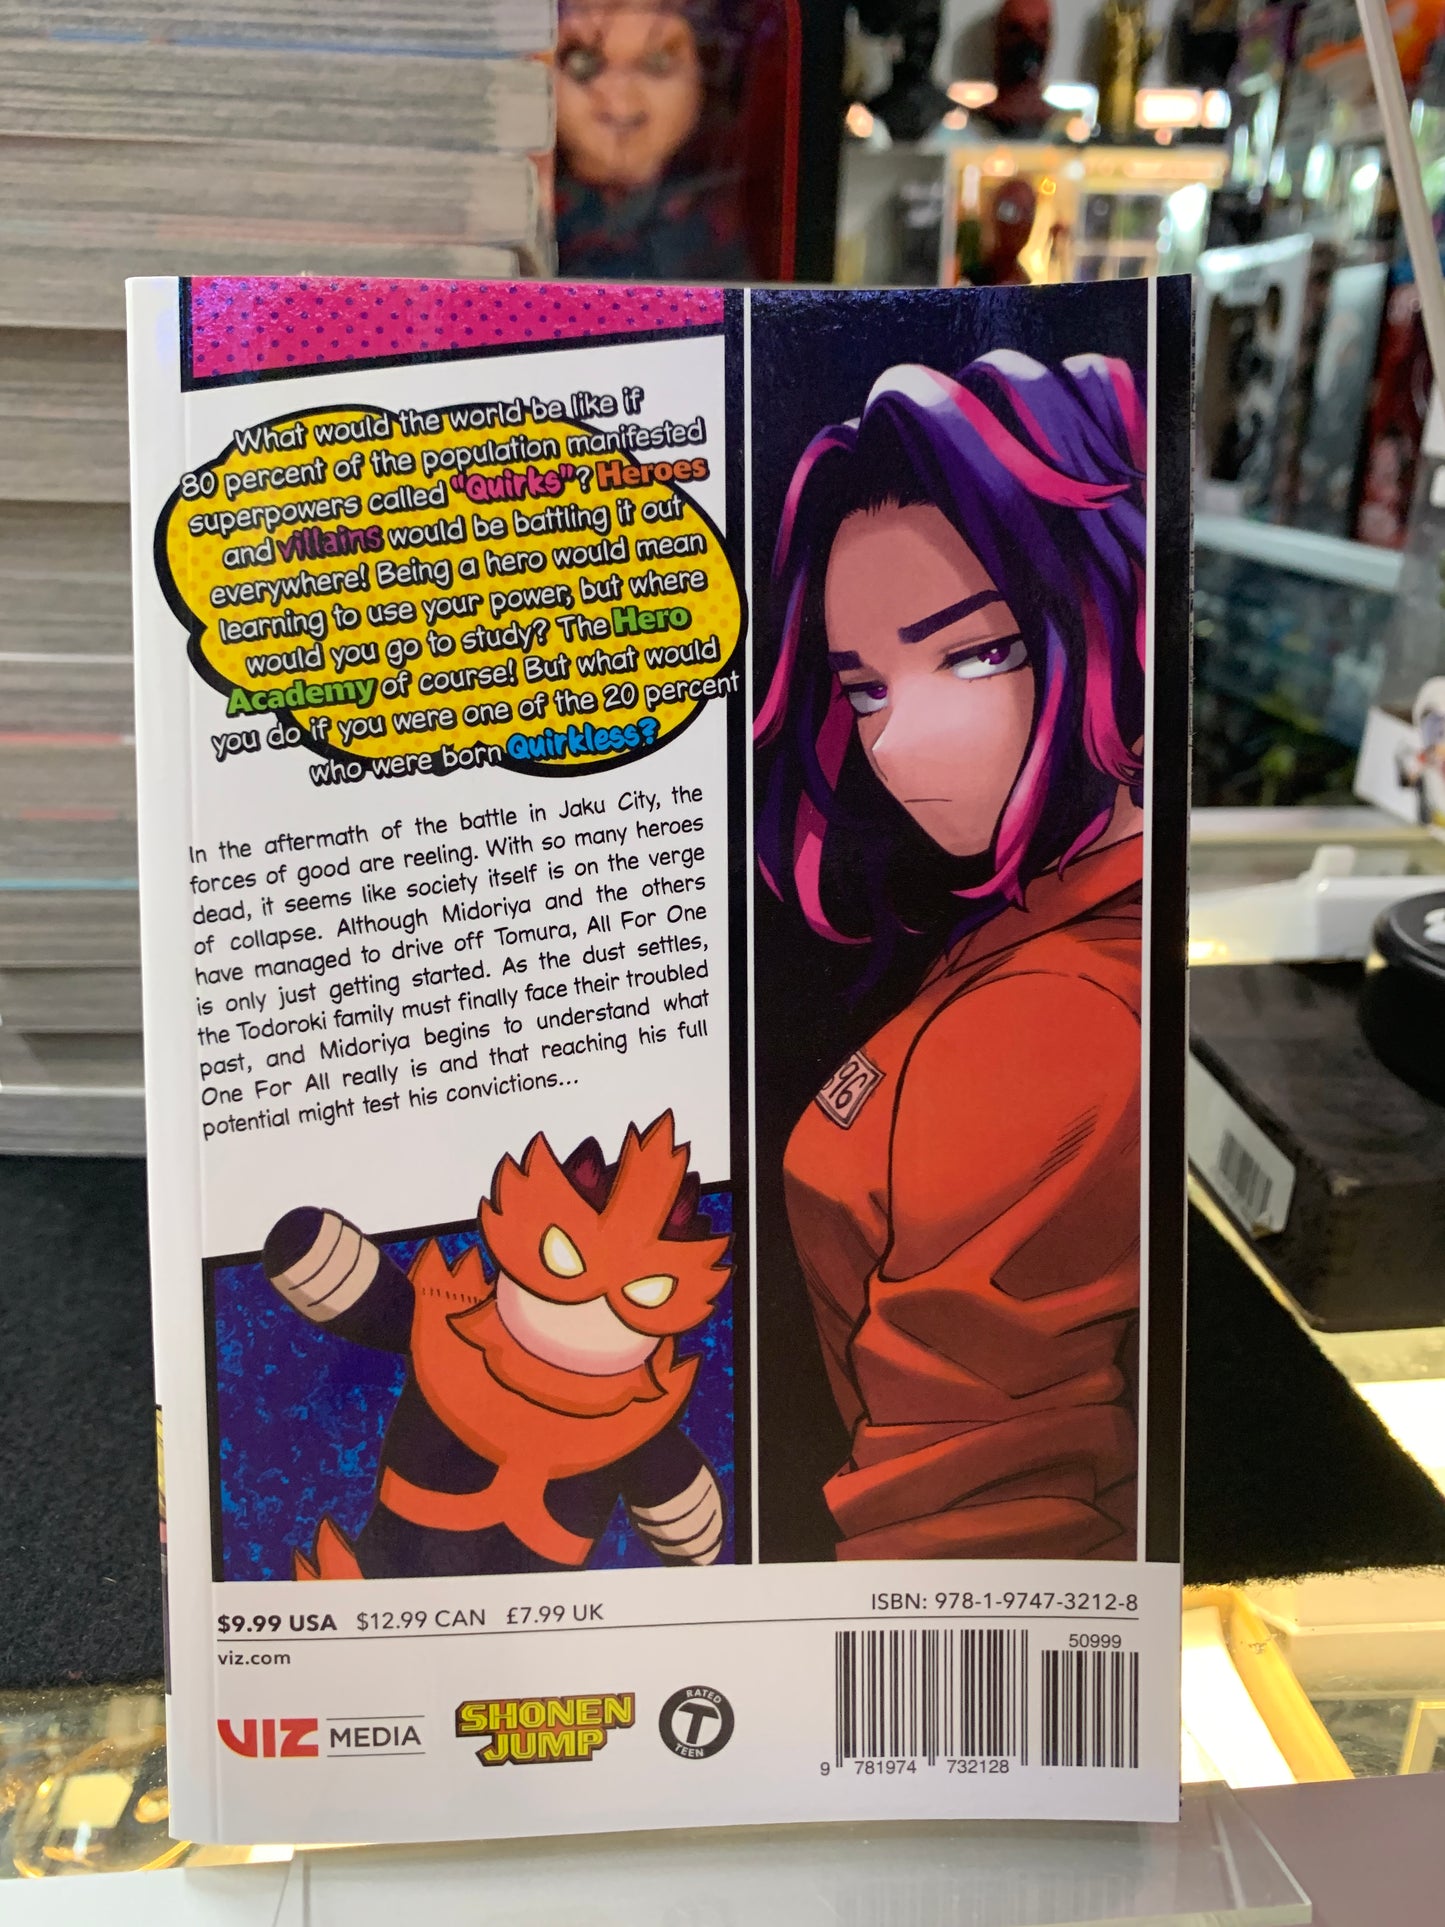 What would the world be like if
80 percent of the population manifested
superpowers called "Quirks"? Heroes
and villains would be battling it out
everywhere! Being a hero would mean
learning to use your power, but where
would you go to study? The Hero
Academy of course! But what would
you do if you were one of the 20 percent
who were born Quirkless?
In the aftermath of the battle in Jaku City, the
forces of good are reeling. With so many heroes
dead, it seems like society itself is on the verge
of collapse. Although Midoriya and the others
have managed to drive off Tomura, All For One
is only just getting started. As the dust settles,
the Todoroki family must finally face their troubled
past, and Midoriya begins to understand what
One For All really is and that reaching his full
potential might test his convictions...
96
$9.99 USA $12.99 CAN £7.99 UK
ISBN: 978-1-9747-3212-8
viz.com
50999
VIZ MEDIA
SHONEN
JUMP
RATED
T
TEEN
9 781974 732128